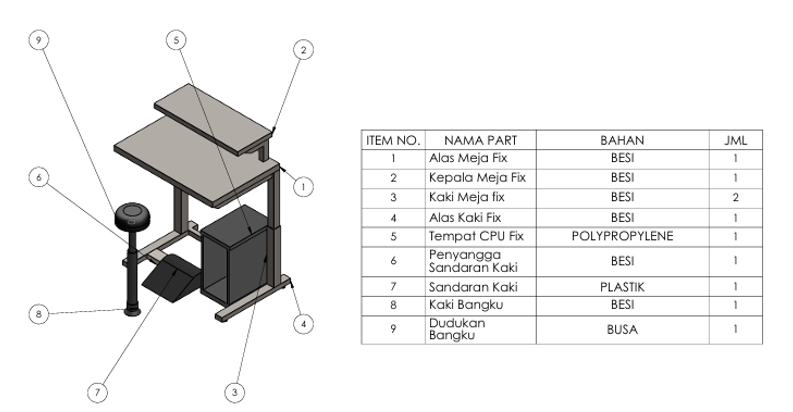 9
5
2
6
1
8
4
7
3
ITEM NO. NAMA PART BAHAN JML
1 Alas Meja Fix BESI 1
2 Kepala Meja Fix BESI 1
3 Kaki Meja fix BESI 2
4 Alas Kaki Fix BESI 1
5 Tempat CPU Fix POLYPROPYLENE 1
6 Penyangga
Sandaran Kaki BESI 1
7 Sandaran Kaki PLASTIK 1
8 Kaki Bangku BESI 1
9 Dudukan
Bangku BUSA 1